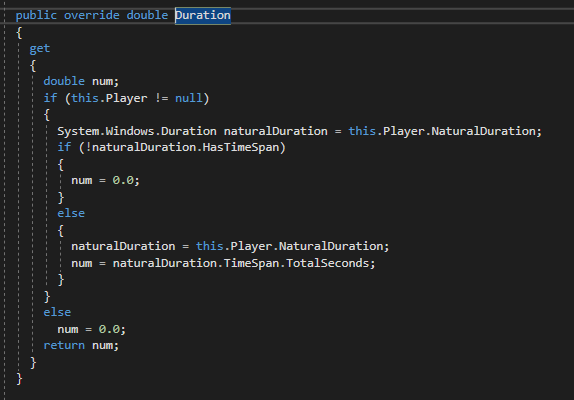 public override double Duration
{
get
{
double num;
if (this.Player != null)
{
System.Windows.Duration naturalDuration = this.Player.NaturalDuration;
if (!naturalDuration.HasTimeSpan)
{
num = 0.0;
}
else
{
naturalDuration = this.Player.NaturalDuration;
num = naturalDuration.TimeSpan.TotalSeconds;
}
}
else
num = 0.0;
return num;
}
}